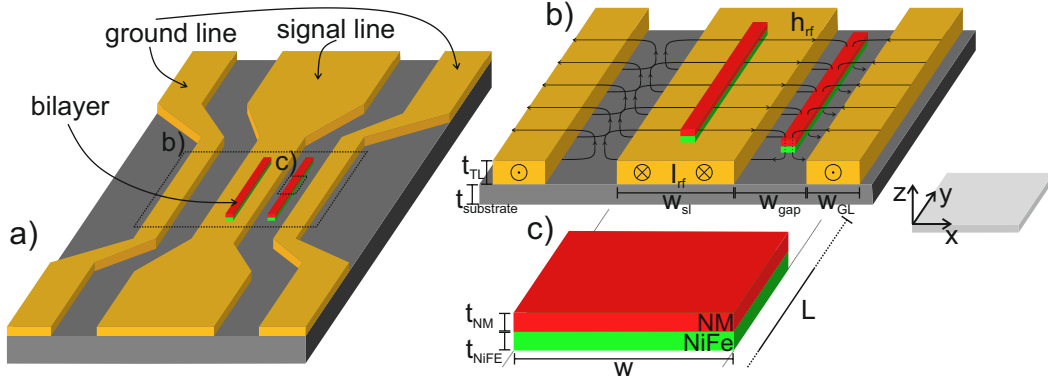 ground line
signal line
bilayer
b)
c)
a)
b)
h_rf
t_TL
t_substrate
I_rf
w_sl
w_gap
w_GL
z
y
x
c)
t_NM
NM
t_NiFE
NiFe
w
L